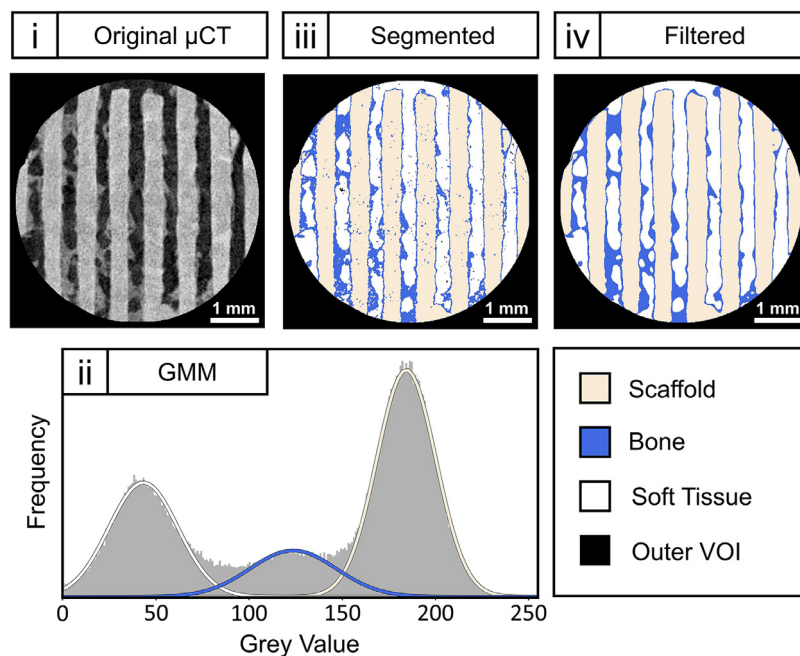 i Original µCT
iii Segmented
iv Filtered
1 mm
1 mm
1 mm
ii GMM
Frequency
0 50 100 150 200 250
Grey Value
Scaffold
Bone
Soft Tissue
Outer VOI